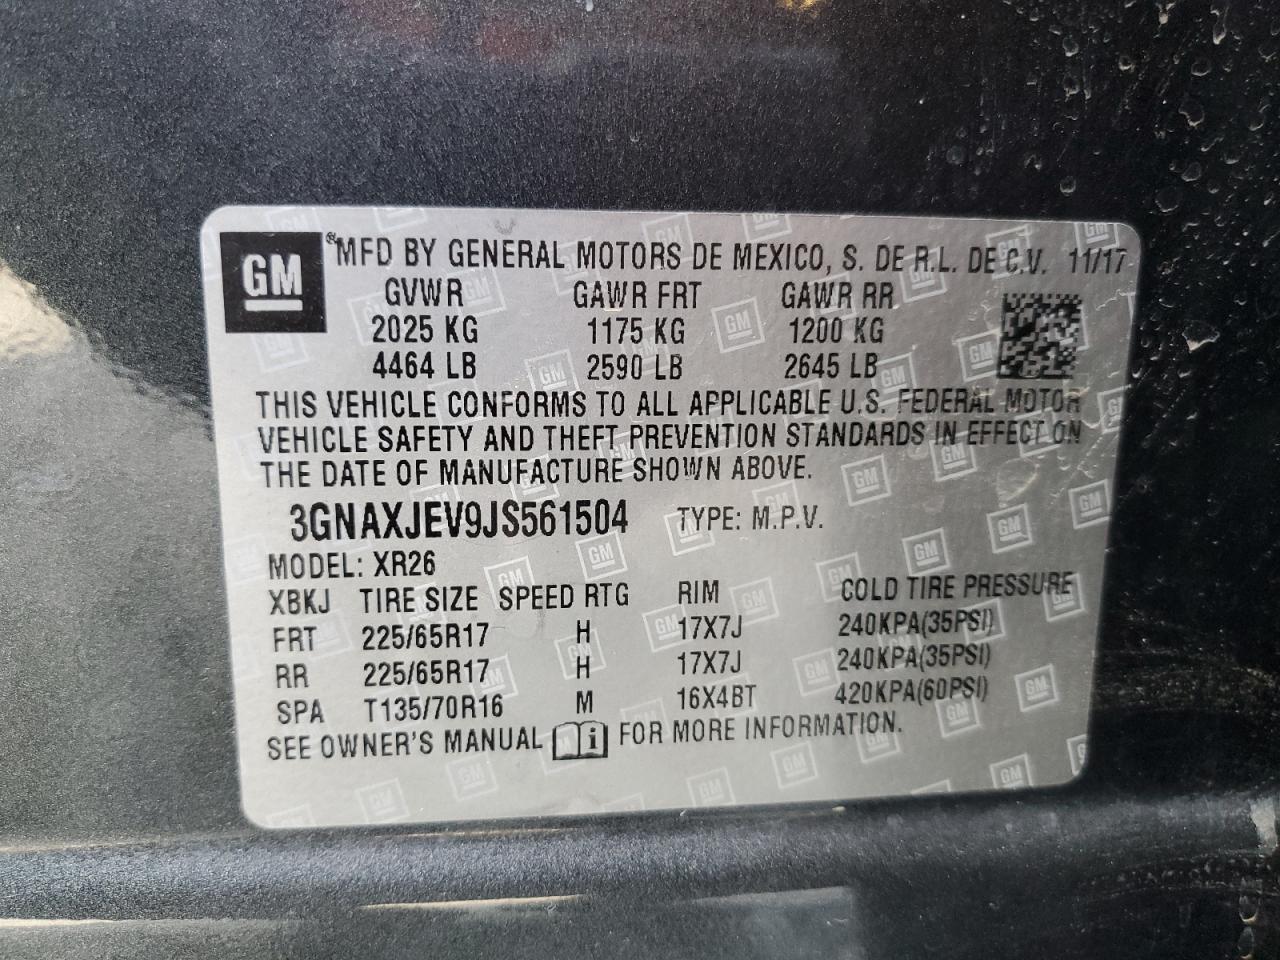 GM ® MFD BY GENERAL MOTORS DE MEXICO, S. DE R.L. DE C.V. 11/17
GVWR GAWR FRT GAWR RR
2025 KG 1175 KG 1200 KG
4464 LB 2590 LB 2645 LB
THIS VEHICLE CONFORMS TO ALL APPLICABLE U.S. FEDERAL MOTOR
VEHICLE SAFETY AND THEFT PREVENTION STANDARDS IN EFFECT ON
THE DATE OF MANUFACTURE SHOWN ABOVE.
3GNAXJEV9JS561504 TYPE: M.P.V.
MODEL: XR26
XBKJ TIRE SIZE SPEED RTG RIM COLD TIRE PRESSURE
FRT 225/65R17 H 17X7J 240KPA(35PSI)
RR 225/65R17 H 17X7J 240KPA(35PSI)
SPA T135/70R16 M 16X4BT 420KPA(60PSI)
SEE OWNER'S MANUAL i FOR MORE INFORMATION.